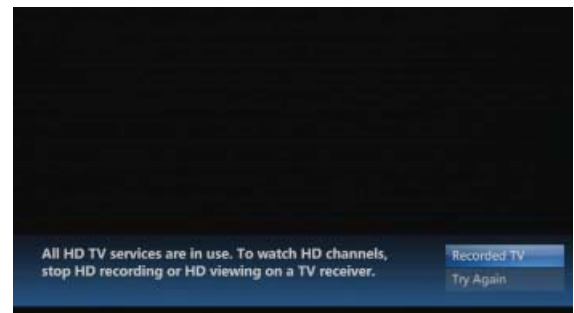 All HD TV services are in use. To watch HD channels,
stop HD recording or HD viewing on a TV receiver.
Recorded TV
Try Again